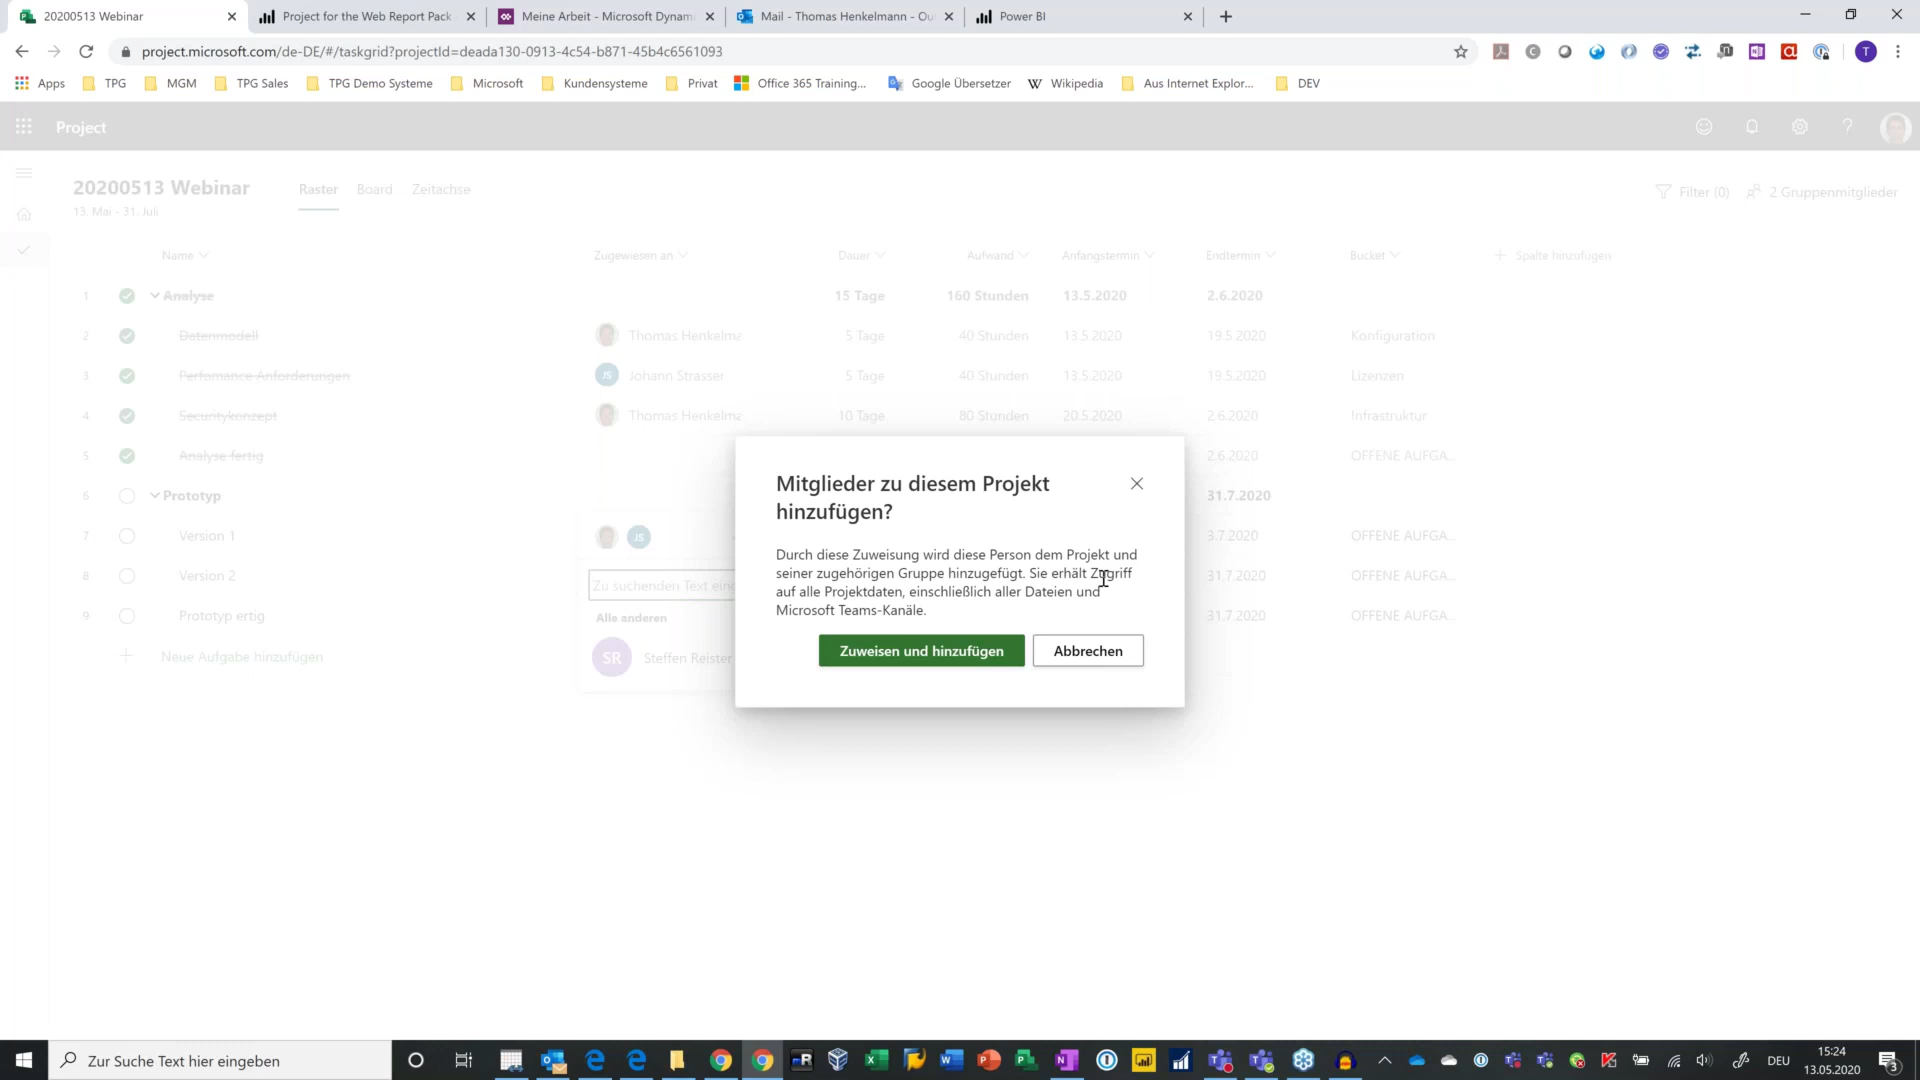 20200513 Webinar
Project for the Web Report Pack
Meine Arbeit - Microsoft Dynam
Mail - Thomas Henkelmann - Ou
Power BI
project.microsoft.com/de-DE/#/taskgrid?projectId=deada130-0913-4c54-b871-45b4c6561093
Apps
TPG
MGM
TPG Sales
TPG Demo Systeme
Microsoft
Kundensysteme
Privat
Office 365 Training...
Google Übersetzer
Wikipedia
Aus Internet Explor...
DEV
Project
20200513 Webinar
13. Mai - 31. Juli
Raster
Board
Zeitachse
Filter (0)
2 Gruppenmitglieder
Name
Zugewiesen an
Dauer
Aufwand
Anfangstermin
Endtermin
Bucket
Spalte hinzufügen
1 Analyse 15 Tage 160 Stunden 13.5.2020 2.6.2020
2 Datenmodell Thomas Henkelma 5 Tage 40 Stunden 13.5.2020 19.5.2020 Konfiguration
3 Perfomance Anforderungen JS Johann Strasser 5 Tage 40 Stunden 13.5.2020 19.5.2020 Lizenzen
4 Securitykonzept Thomas Henkelma 10 Tage 80 Stunden 20.5.2020 2.6.2020 Infrastruktur
5 Analyse fertig 2.6.2020 OFFENE AUFGA...
6 Prototyp 31.7.2020
7 Version 1 JS 3.7.2020 OFFENE AUFGA...
8 Version 2 31.7.2020 OFFENE AUFGA...
9 Prototyp ertig 31.7.2020 OFFENE AUFGA...
Neue Aufgabe hinzufügen
Zu suchenden Text eing
Alle anderen
SR Steffen Reister
Mitglieder zu diesem Projekt
hinzufügen?
Durch diese Zuweisung wird diese Person dem Projekt und
seiner zugehörigen Gruppe hinzugefügt. Sie erhält Zugriff
auf alle Projektdaten, einschließlich aller Dateien und
Microsoft Teams-Kanäle.
Zuweisen und hinzufügen
Abbrechen
Zur Suche Text hier eingeben
DEU
15:24
13.05.2020
3